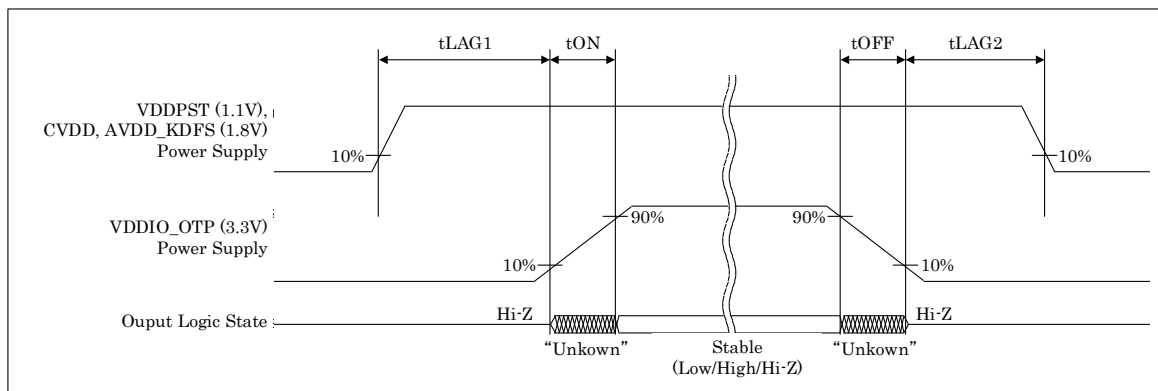 tLAG1
tON
tOFF
tLAG2
VDDPST (1.1V),
CVDD, AVDD_KDFS (1.8V)
Power Supply
10%
10%
VDDIO_OTP (3.3V)
Power Supply
90%
90%
10%
10%
Ouput Logic State
Hi-Z
Hi-Z
“Unkown”
Stable
(Low/High/Hi-Z)
“Unkown”